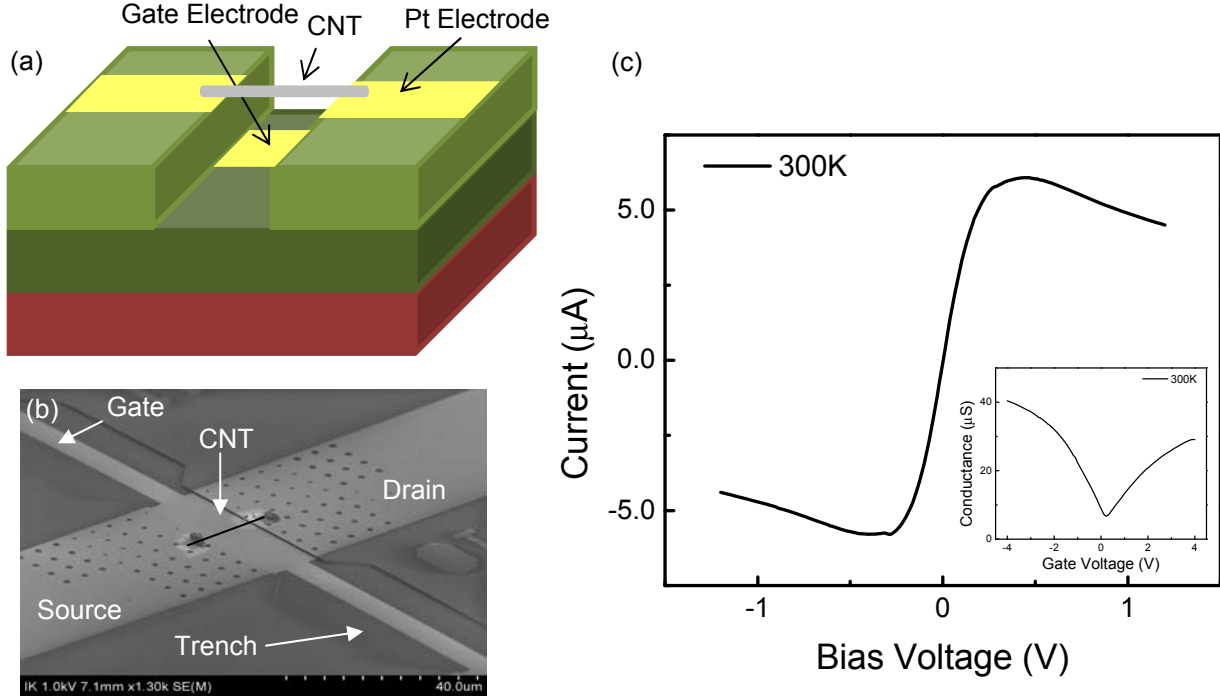 (a)
Gate Electrode
CNT
Pt Electrode
(b)
Gate
CNT
Drain
Source
Trench
IK 1.0kV 7.1mm x1.30k SE(M)
40.0um
(c)
300K
5.0
0.0
-5.0
Current (μA)
-1
0
1
Bias Voltage (V)
300K
40
20
0
Conductance (μS)
-4
-2
0
2
4
Gate Voltage (V)